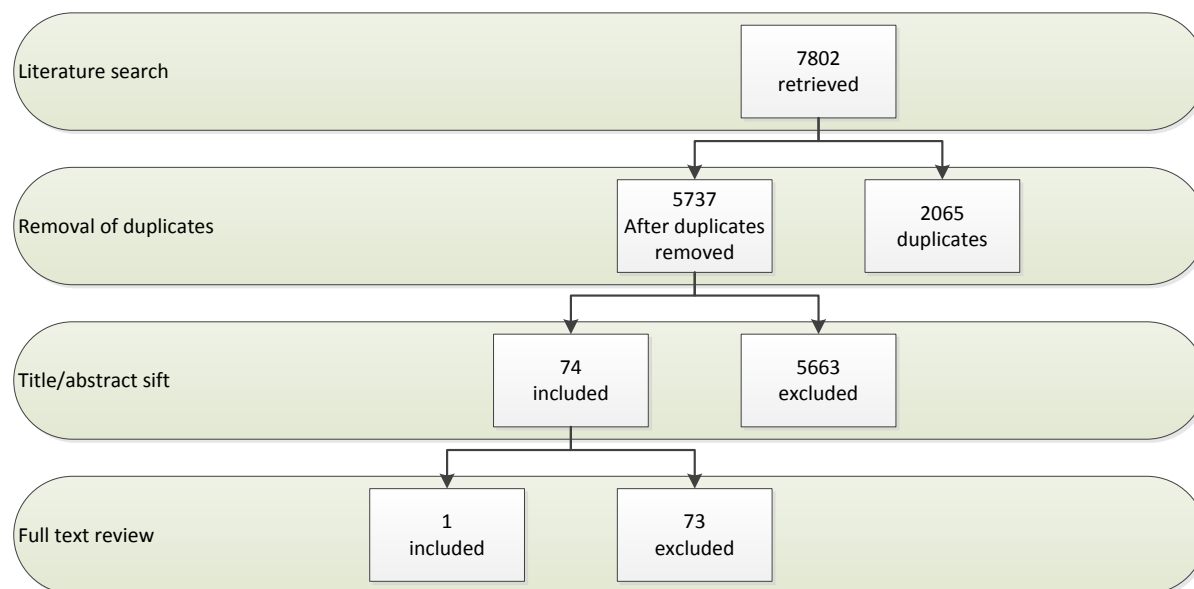 Literature search
7802
retrieved
Removal of duplicates
5737
After duplicates
removed
2065
duplicates
Title/abstract sift
74
included
5663
excluded
Full text review
1
included
73
excluded